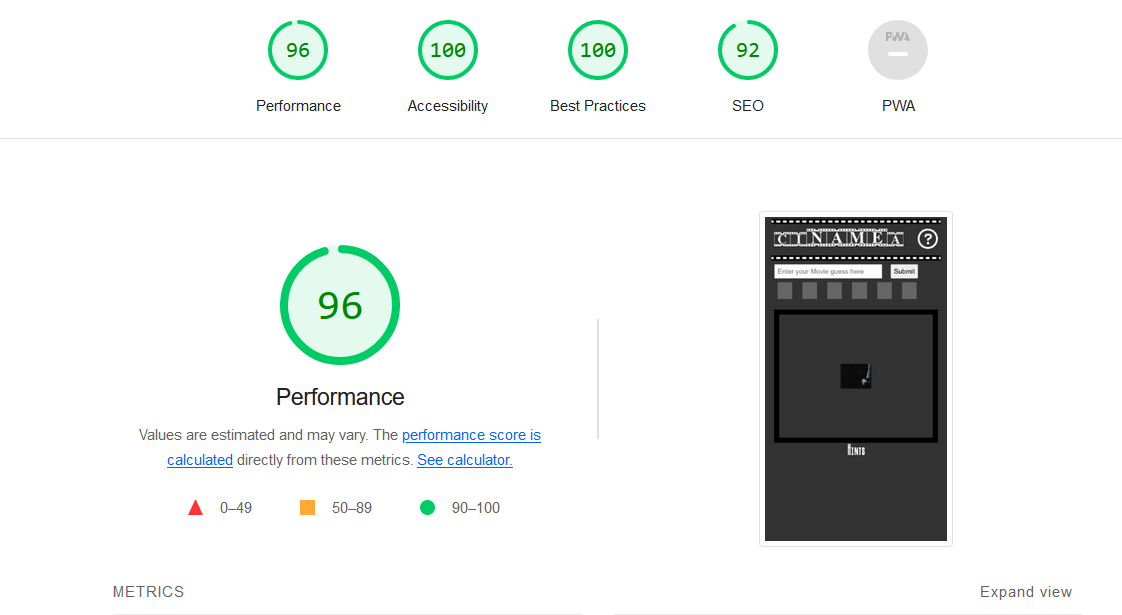 96
100
100
92
PWA
Performance
Accessibility
Best Practices
SEO
PWA
CINAMEA
?
Enter your Movie guess here
Submit
Hints
96
Performance
Values are estimated and may vary. The performance score is
calculated directly from these metrics. See calculator.
0–49
50–89
90–100
METRICS
Expand view